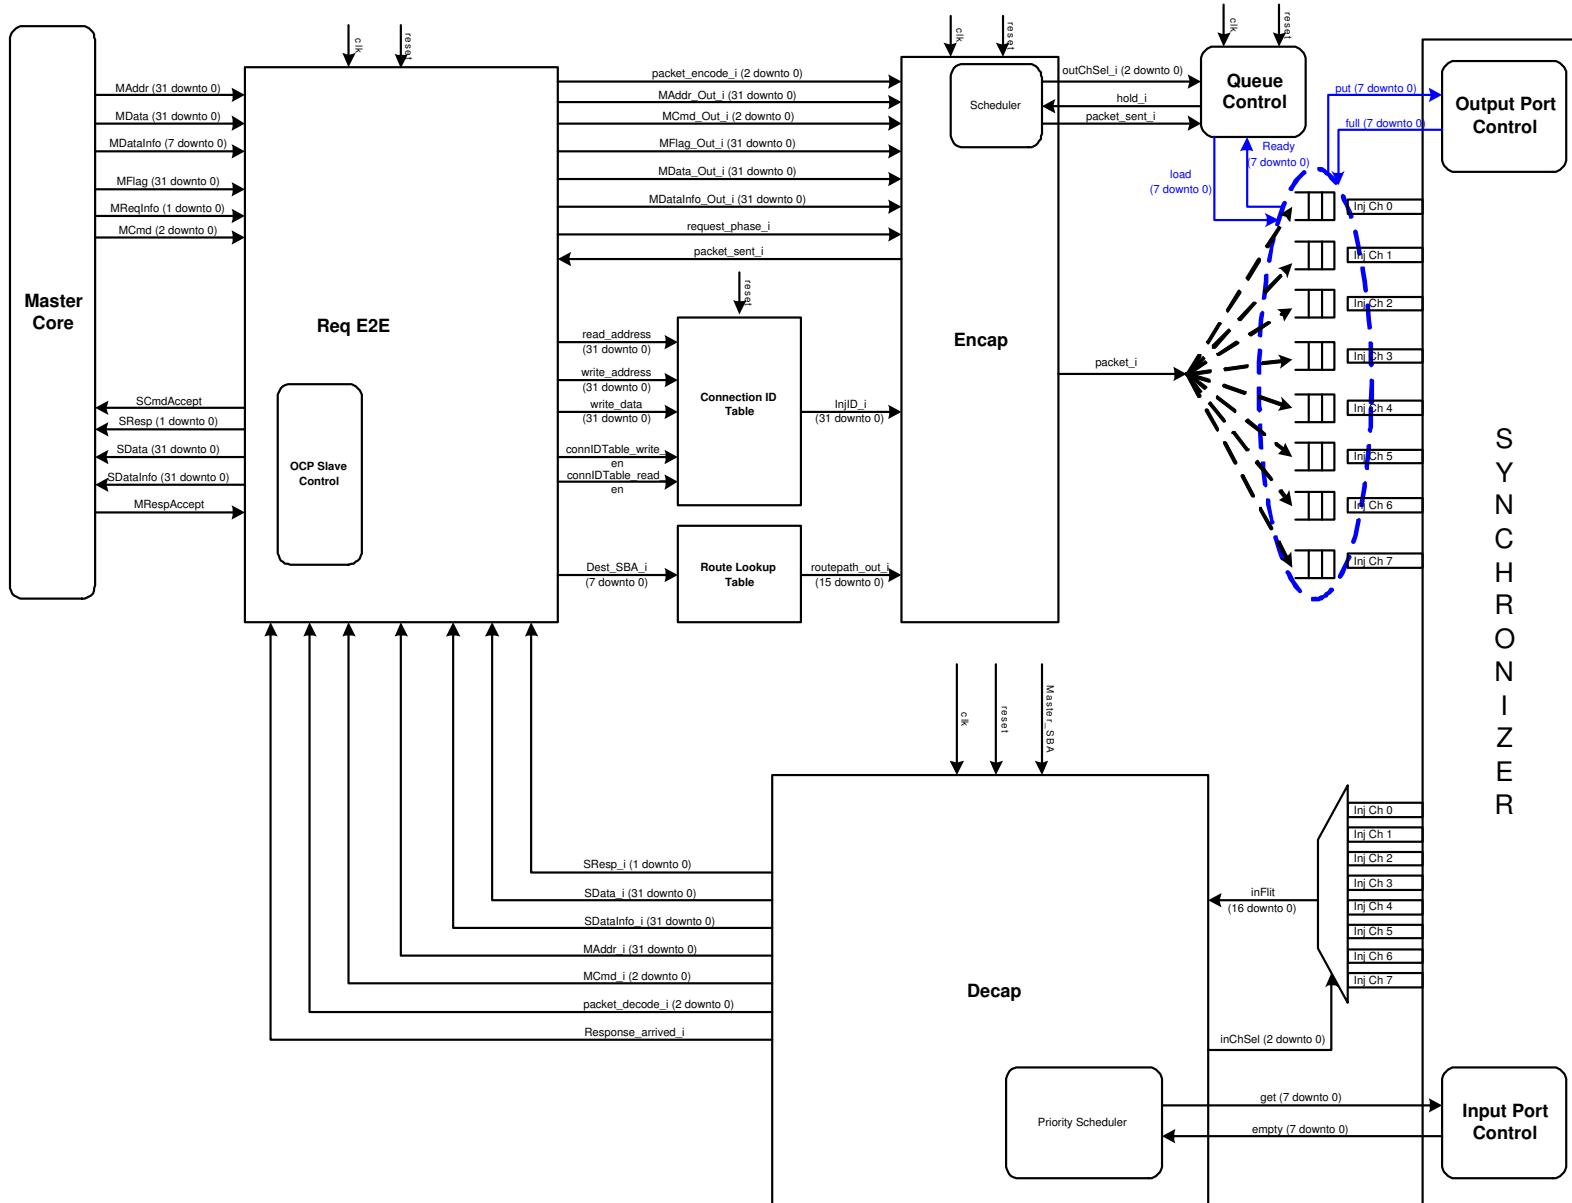 clk
reset
clk
reset
clk
reset
MAddr (31 downto 0)
MData (31 downto 0)
MDataInfo (7 downto 0)
MFlag (31 downto 0)
MReqInfo (1 downto 0)
MCmd (2 downto 0)
Master
Core
SCmdAccept
SResp (1 downto 0)
SData (31 downto 0)
SDataInfo (31 downto 0)
MRespAccept
Req E2E
OCP Slave
Control
packet_encode_i (2 downto 0)
MAddr_Out_i (31 downto 0)
MCmd_Out_i (2 downto 0)
MFlag_Out_i (31 downto 0)
MData_Out_i (31 downto 0)
MDataInfo_Out_i (31 downto 0)
request_phase_i
packet_sent_i
reset
read_address
(31 downto 0)
write_address
(31 downto 0)
write_data
(31 downto 0)
connIDTable_write_
en
connIDTable_read_
en
Connection ID
Table
InjID_i
(31 downto 0)
Dest_SBA_i
(7 downto 0)
Route Lookup
Table
routepath_out_i
(15 downto 0)
Scheduler
Encap
outChSel_i (2 downto 0)
hold_i
packet_sent_i
Queue
Control
put (7 downto 0)
full (7 downto 0)
Output Port
Control
Ready
(7 downto 0)
load
(7 downto 0)
packet_i
Inj Ch 0
Inj Ch 1
Inj Ch 2
Inj Ch 3
Inj Ch 4
Inj Ch 5
Inj Ch 6
Inj Ch 7
SYNCHRONIZER
clk
reset
Master_SBA
SResp_i (1 downto 0)
SData_i (31 downto 0)
SDataInfo_i (31 downto 0)
MAddr_i (31 downto 0)
MCmd_i (2 downto 0)
packet_decode_i (2 downto 0)
Response_arrived_i
Decap
inFlit
(16 downto 0)
inChSel (2 downto 0)
Inj Ch 0
Inj Ch 1
Inj Ch 2
Inj Ch 3
Inj Ch 4
Inj Ch 5
Inj Ch 6
Inj Ch 7
Priority Scheduler
get (7 downto 0)
empty (7 downto 0)
Input Port
Control